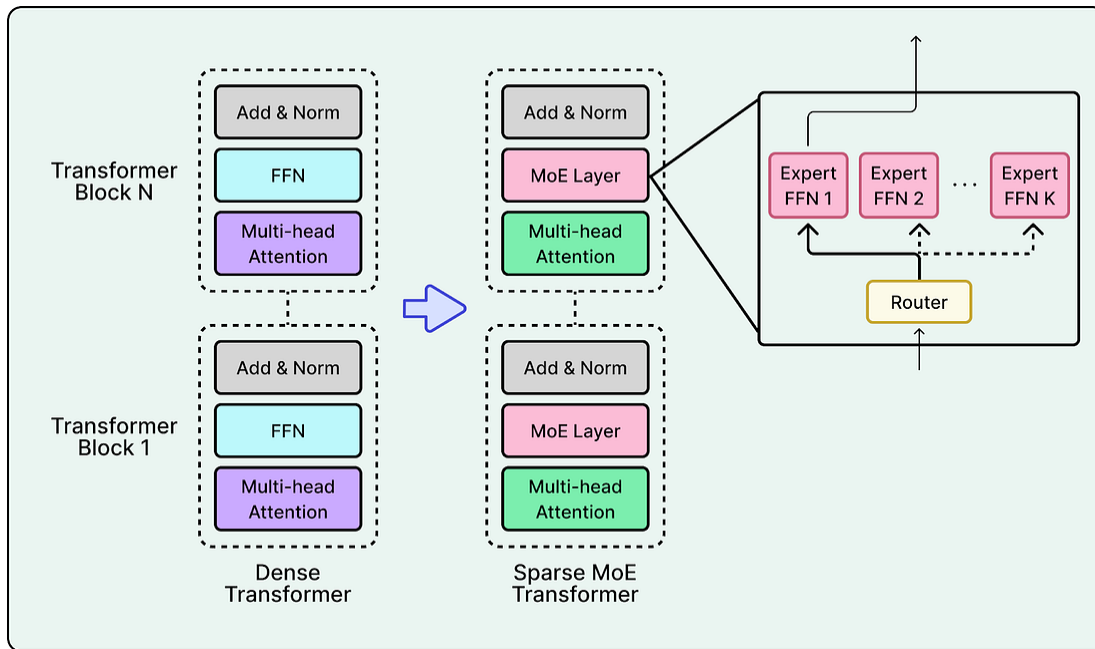 Transformer
Block N
Add & Norm
FFN
Multi-head
Attention
Add & Norm
MoE Layer
Multi-head
Attention
Expert
FFN 1
Expert
FFN 2
...
Expert
FFN K
Router
Transformer
Block 1
Add & Norm
FFN
Multi-head
Attention
Add & Norm
MoE Layer
Multi-head
Attention
Dense
Transformer
Sparse MoE
Transformer